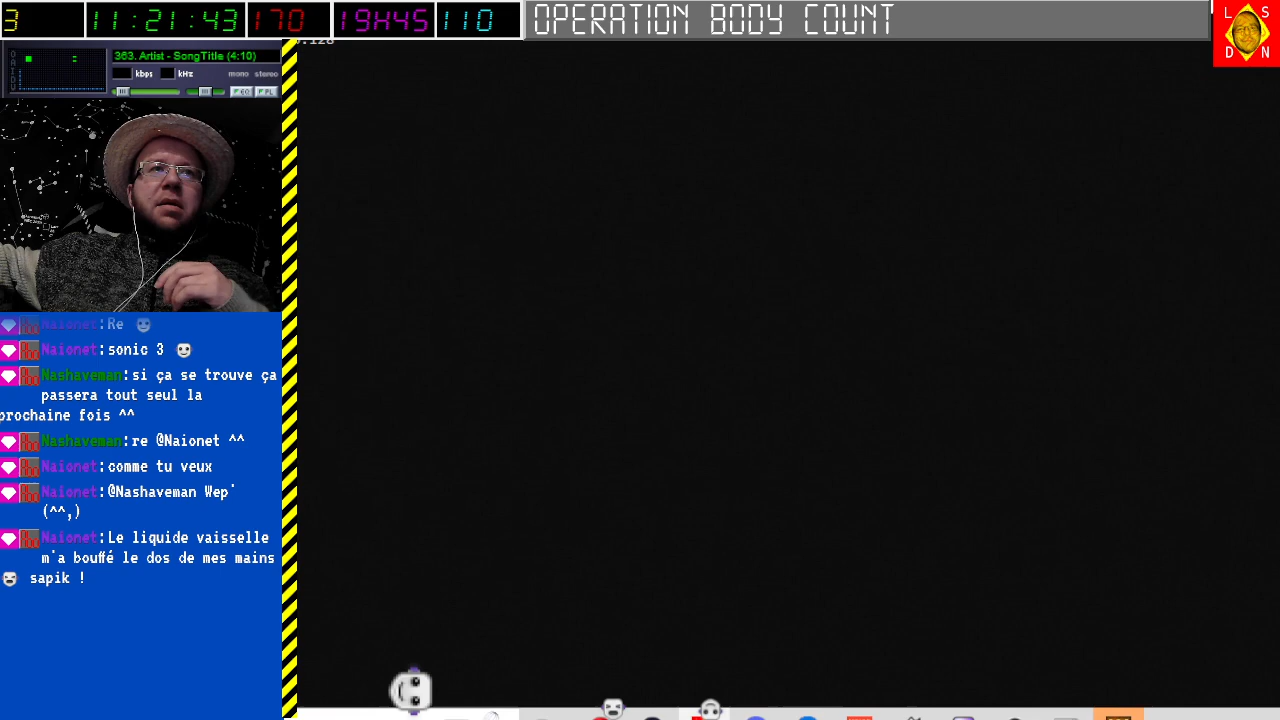 3 11:21:43 170 19H45 110 OPERATION BODY COUNT
L S
D N
363. Artist - SongTitle (4:10)
kbps kHz mono stereo
EQ PL
Naionet:Re
Naionet:sonic 3
Nashaveman:si ça se trouve ça
passera tout seul la
prochaine fois ^^
Nashaveman:re @Naionet ^^
Naionet:comme tu veux
Naionet:@Nashaveman Wep'
(^^,)
Naionet:Le liquide vaisselle
m'a bouffé le dos de mes mains
sapik !